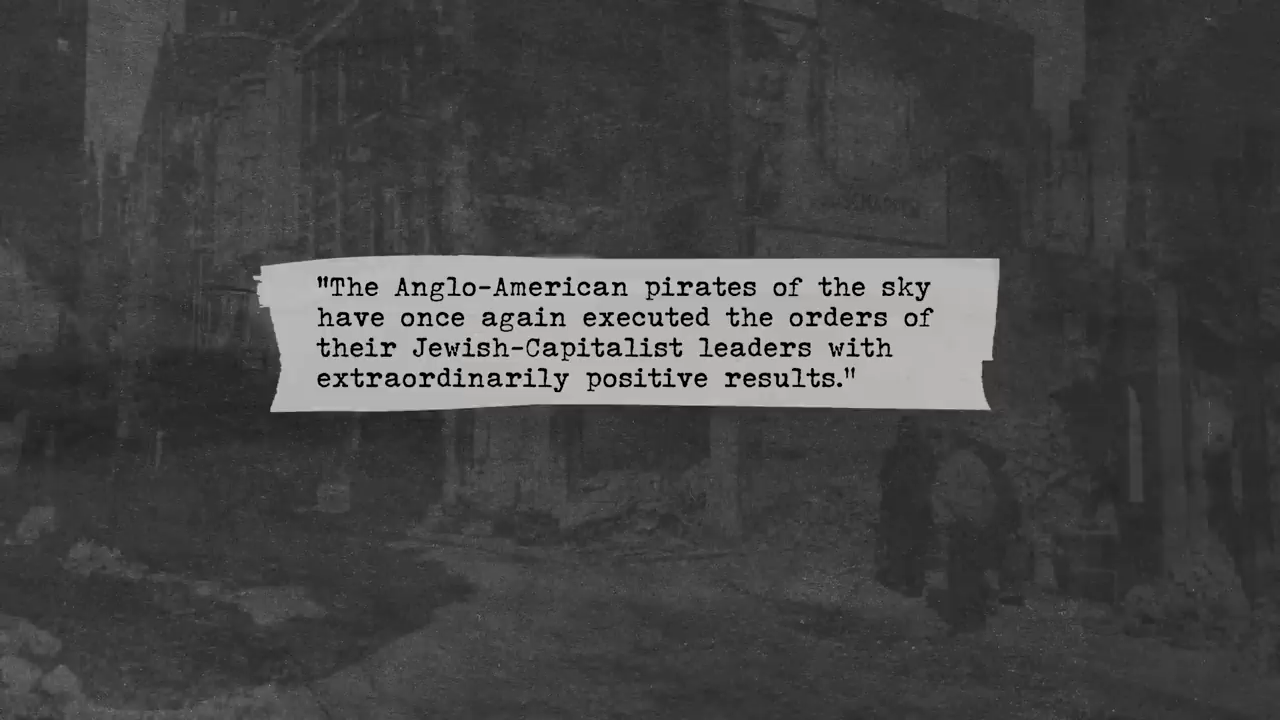 "The Anglo-American pirates of the sky
have once again executed the orders of
their Jewish-Capitalist leaders with
extraordinarily positive results."